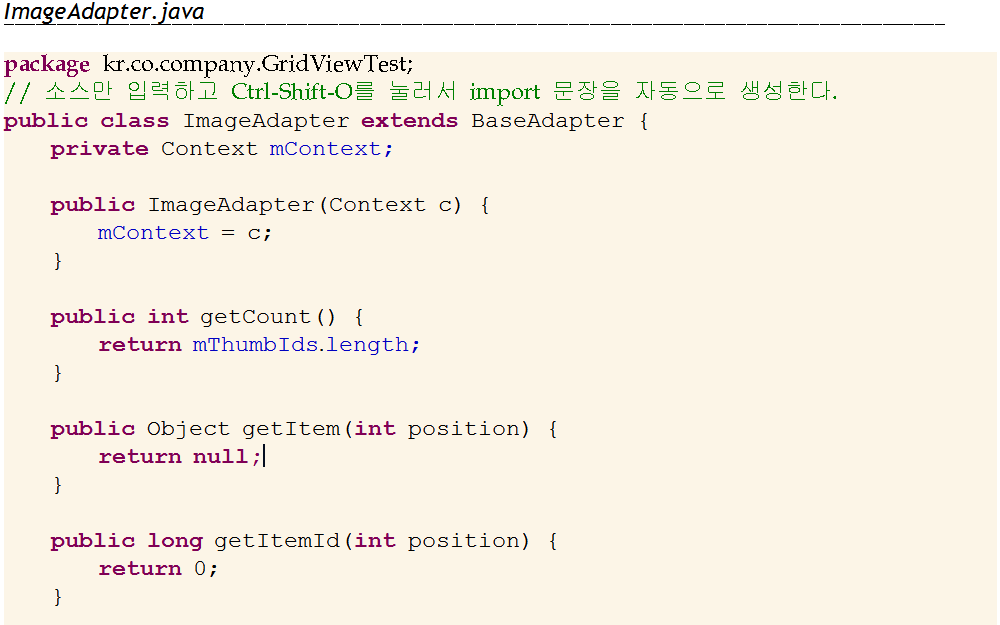 ImageAdapter.java
package kr.co.company.GridViewTest;
// 소스만 입력하고 Ctrl-Shift-O를 눌러서 import 문장을 자동으로 생성한다.
public class ImageAdapter extends BaseAdapter {
private Context mContext;
public ImageAdapter(Context c) {
mContext = c;
}
public int getCount() {
return mThumbIds.length;
}
public Object getItem(int position) {
return null;
}
public long getItemId(int position) {
return 0;
}